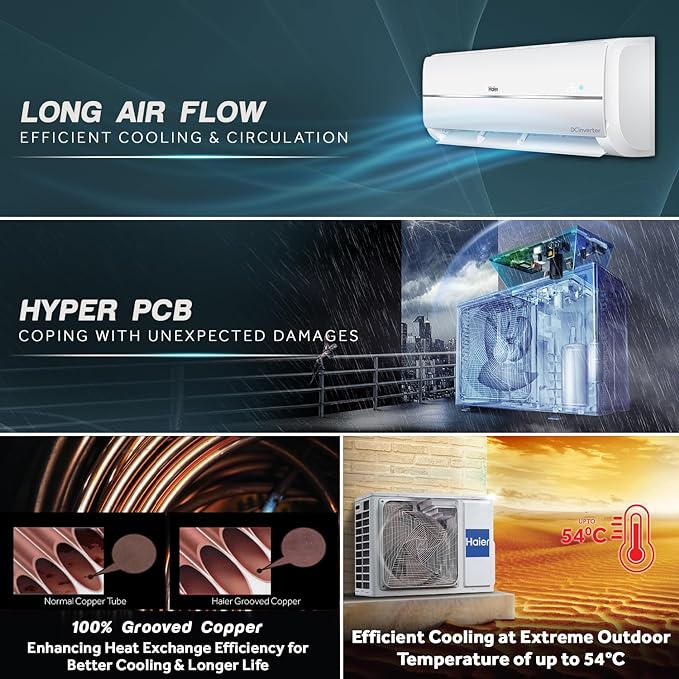 Haier
DC inverter
LONG AIR FLOW
EFFICIENT COOLING & CIRCULATION
HYPER PCB
COPING WITH UNEXPECTED DAMAGES
Normal Copper Tube
Haier Grooved Copper
100% Grooved Copper
Enhancing Heat Exchange Efficiency for
Better Cooling & Longer Life
Haier
UPTO
54°C
Efficient Cooling at Extreme Outdoor
Temperature of up to 54°C